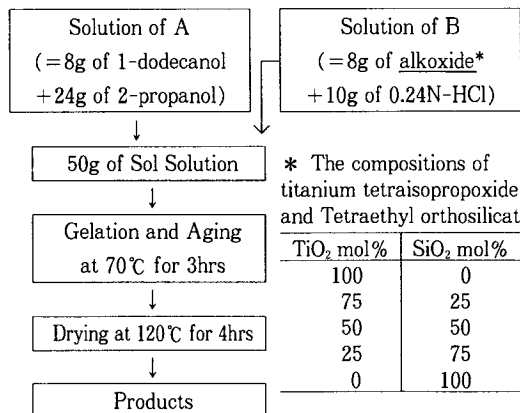 Solution of A
(=8g of 1-dodecanol
+24g of 2-propanol)
Solution of B
(=8g of alkoxide*
+10g of 0.24N-HCl)
50g of Sol Solution
Gelation and Aging
at 70℃ for 3hrs
Drying at 120℃ for 4hrs
Products
* The compositions of
titanium tetraisopropoxide
and Tetraethyl orthosilicat
TiO₂ mol% SiO₂ mol%
100 0
75 25
50 50
25 75
0 100